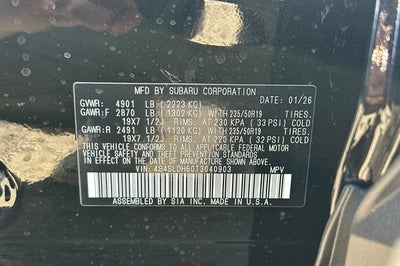 MFD BY SUBARU CORPORATION
GVWR: 4901 LB ( 2223 KG) DATE: 01/26
GAWR:F 2870 LB ( 1302 KG) WITH 235/50R19
19X7 1/2J RIMS. AT 230 KPA ( 33 PSI) COLD
GAWR:R 2491 LB ( 1130 KG) WITH 235/50R19
19X7 1/2J RIMS. AT 220 KPA ( 32 PSI) COLD
THIS VEHICLE CONFORMS TO ALL APPLICABLE
FEDERAL MOTOR VEHICLE SAFETY AND THEFT
PREVENTION STANDARDS IN EFFECT ON THE DATE OF
MANUFACTURE SHOWN ABOVE.
VIN: 4S4SLDH60T3040903 MPV
ASSEMBLED BY SIA INC. MADE IN U.S.A.